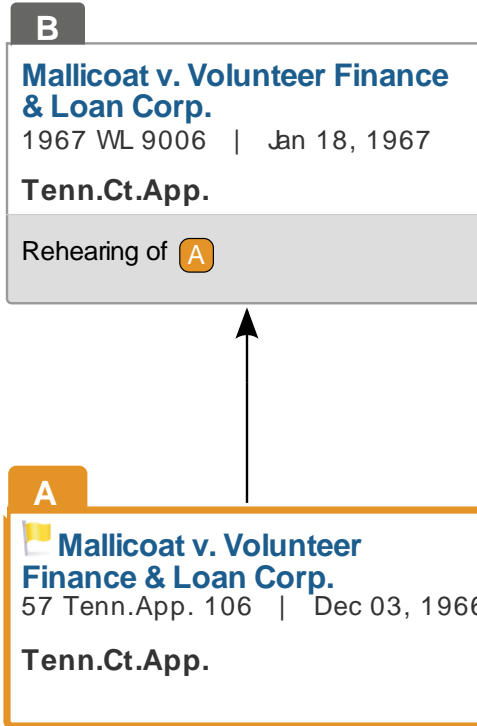 B
Mallicoat v. Volunteer Finance
& Loan Corp.
1967 WL 9006 | Jan 18, 1967
Tenn.Ct.App.
Rehearing of A
A
Mallicoat v. Volunteer
Finance & Loan Corp.
57 Tenn.App. 106 | Dec 03, 1966
Tenn.Ct.App.